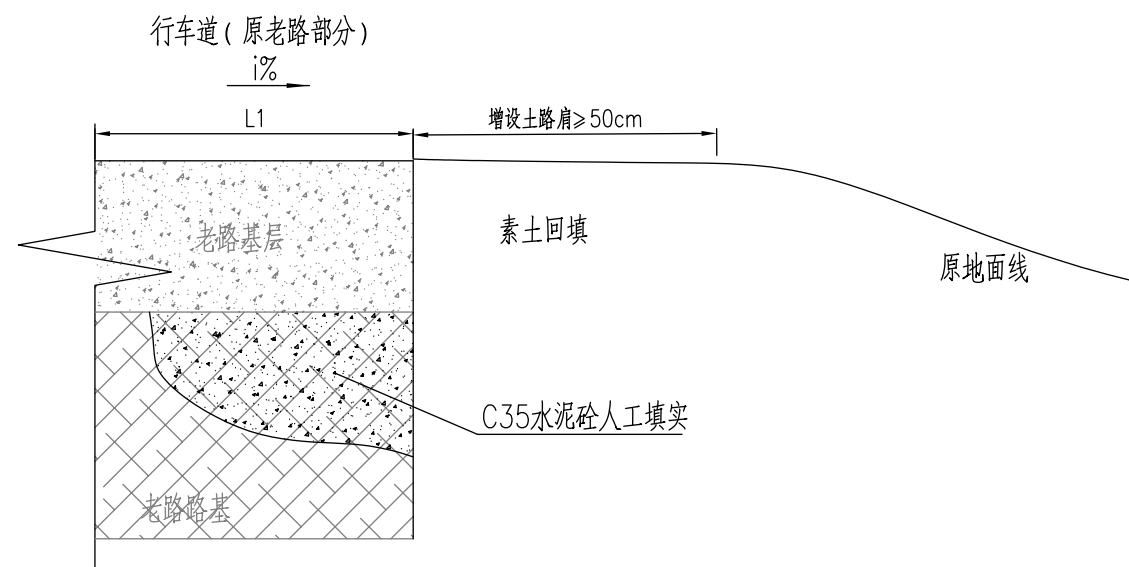 行车道(原老路部分)
i%
L1
增设土路肩≥50cm
老路基层
素土回填
原地面线
C35水泥砼人工填实
老路路基